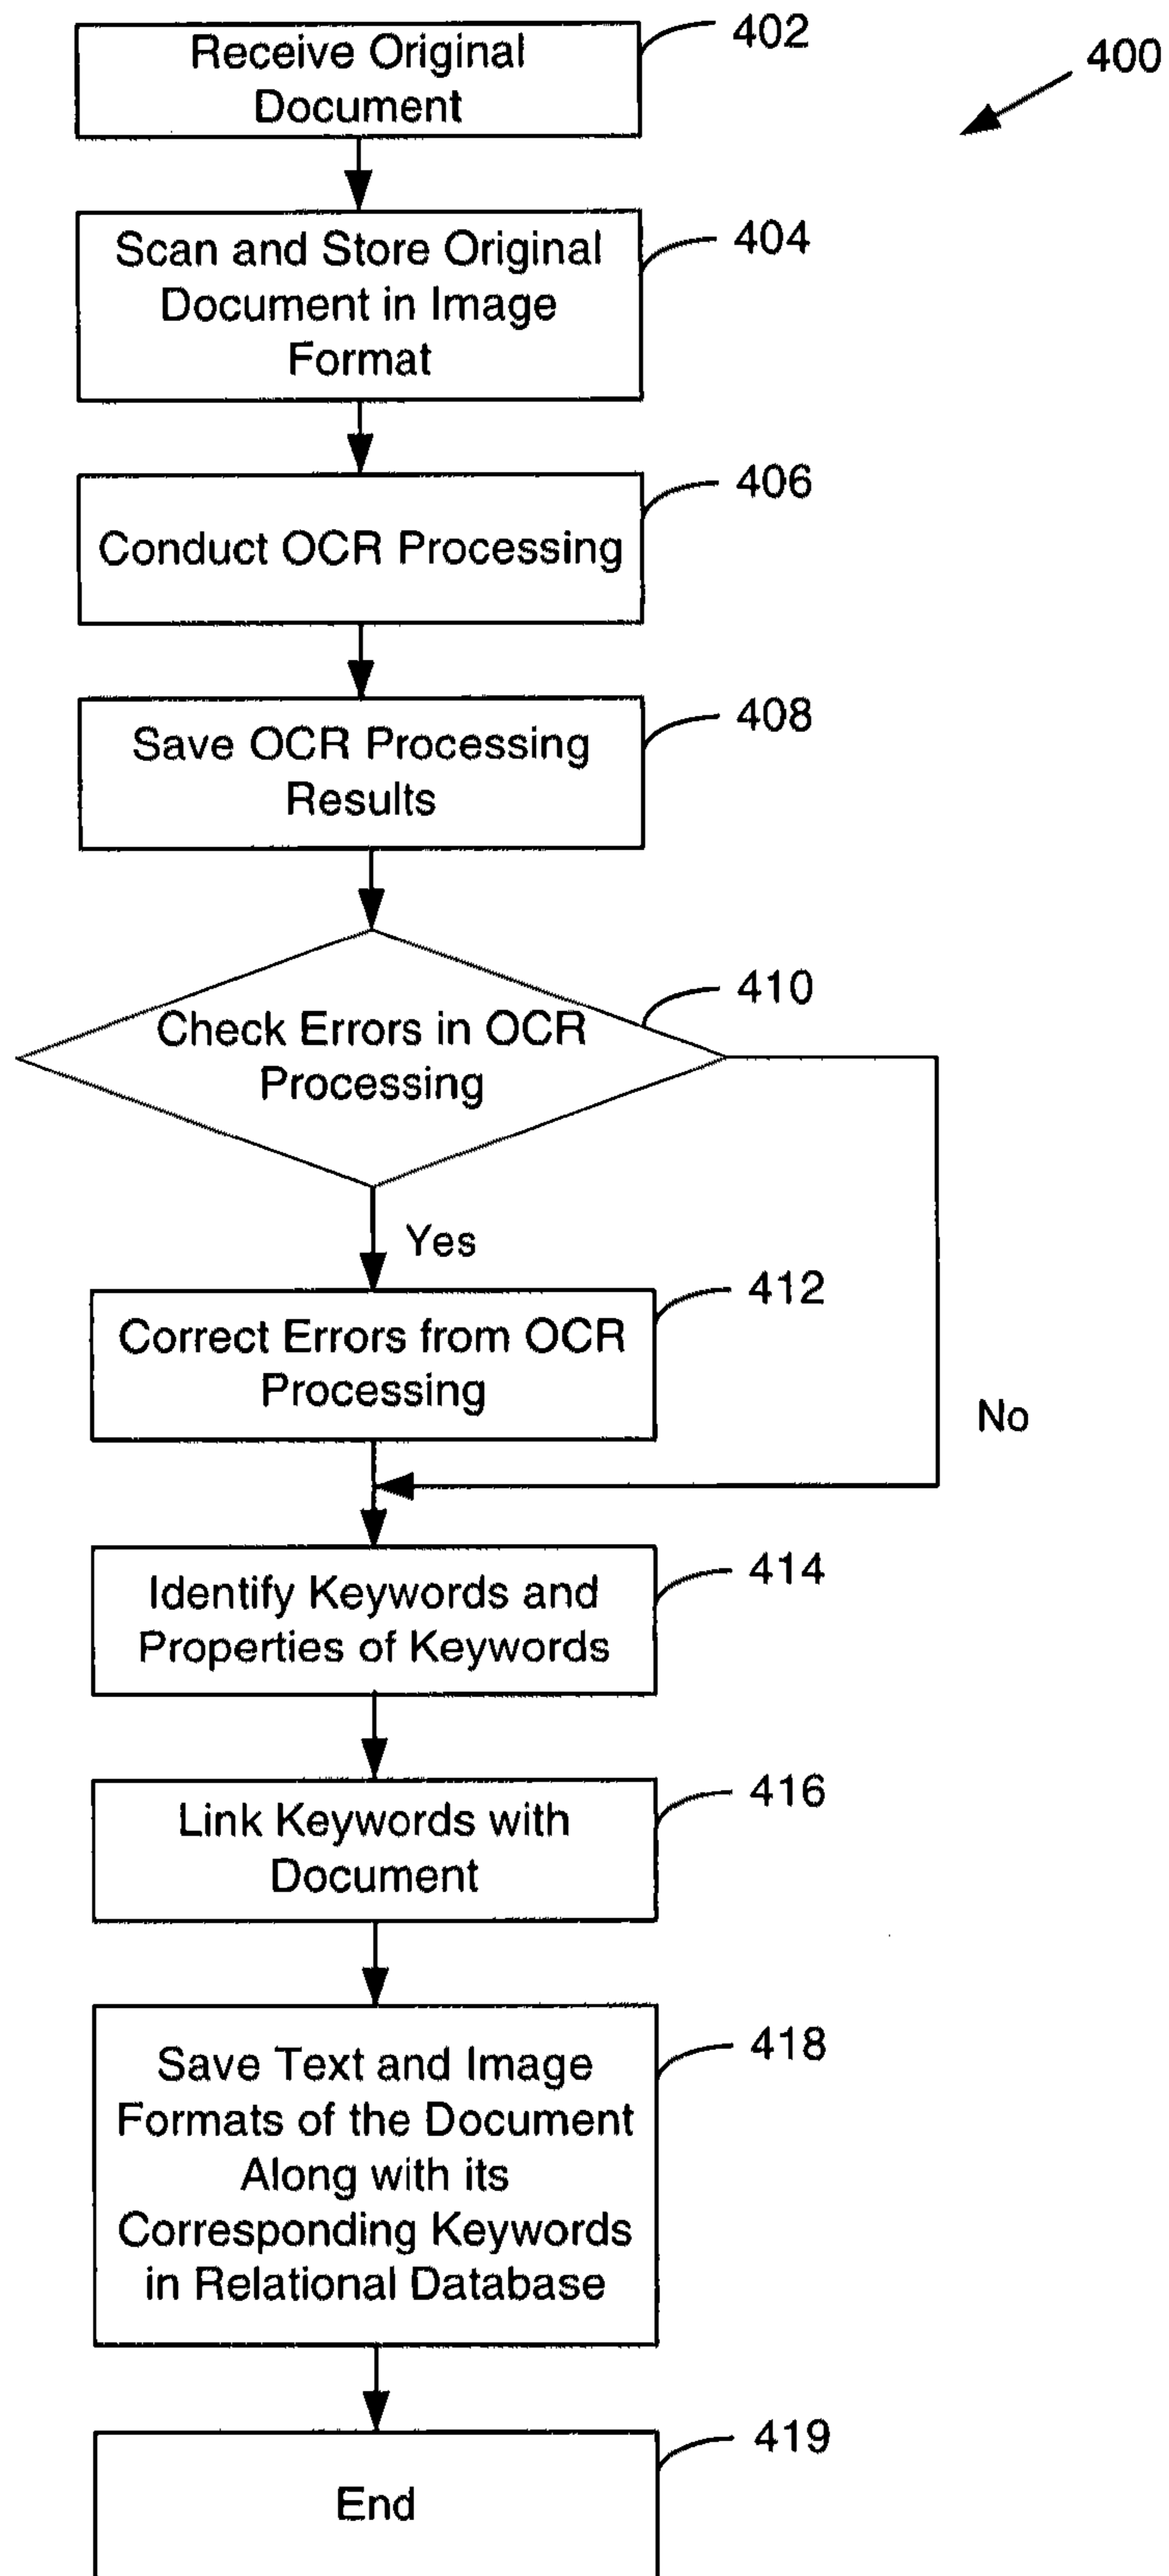 Receive Original
Document
402
400
Scan and Store Original
Document in Image
Format
404
Conduct OCR Processing
406
Save OCR Processing
Results
408
Check Errors in OCR
Processing
410
Yes
Correct Errors from OCR
Processing
412
No
Identify Keywords and
Properties of Keywords
414
Link Keywords with
Document
416
Save Text and Image
Formats of the Document
Along with its
Corresponding Keywords
in Relational Database
418
End
419